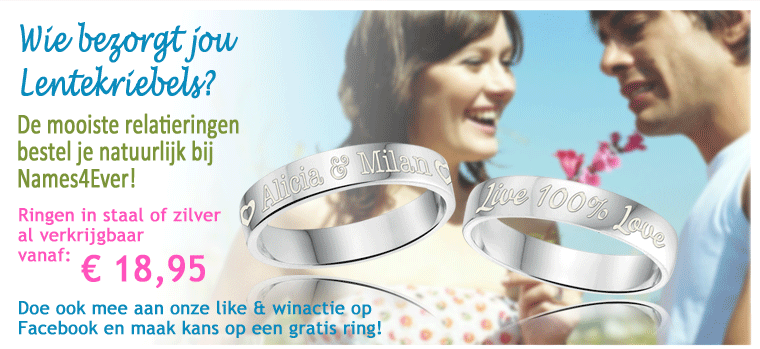 Wie bezorgt jou
Lentekriebels?
De mooiste relatieringen
bestel je natuurlijk bij
Names4Ever!
Ringen in staal of zilver
al verkrijgbaar
vanaf: € 18,95
♡ Alicia & Milan ♡
Live 100% Love
Doe ook mee aan onze like & winactie op
Facebook en maak kans op een gratis ring!